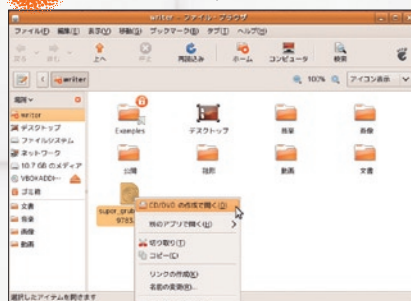 writer - ファイル・ブラウザ
ファイル(F) 編集(E) 表示(V) 移動(G) ブックマーク(B) タブ(T) ヘルプ(H)
戻る 進む 上へ 中止 再読込み ホーム コンピュータ 検索
writer 100% アイコン表示
場所
writer
デスクトップ
ファイルシステム
ネットワーク
10.7 GB のメディア
VBOXADDI…
ゴミ箱
文書
音楽
画像
動画
Examples デスクトップ 音楽 画像
公開 雛形 動画 文書
CD/DVD の作成で開く(O)
別のアプリで開く(H)
切り取り(T)
コピー(C)
リンクの作成(K)
名前の変更(R)...
選択したアイテムを開きます